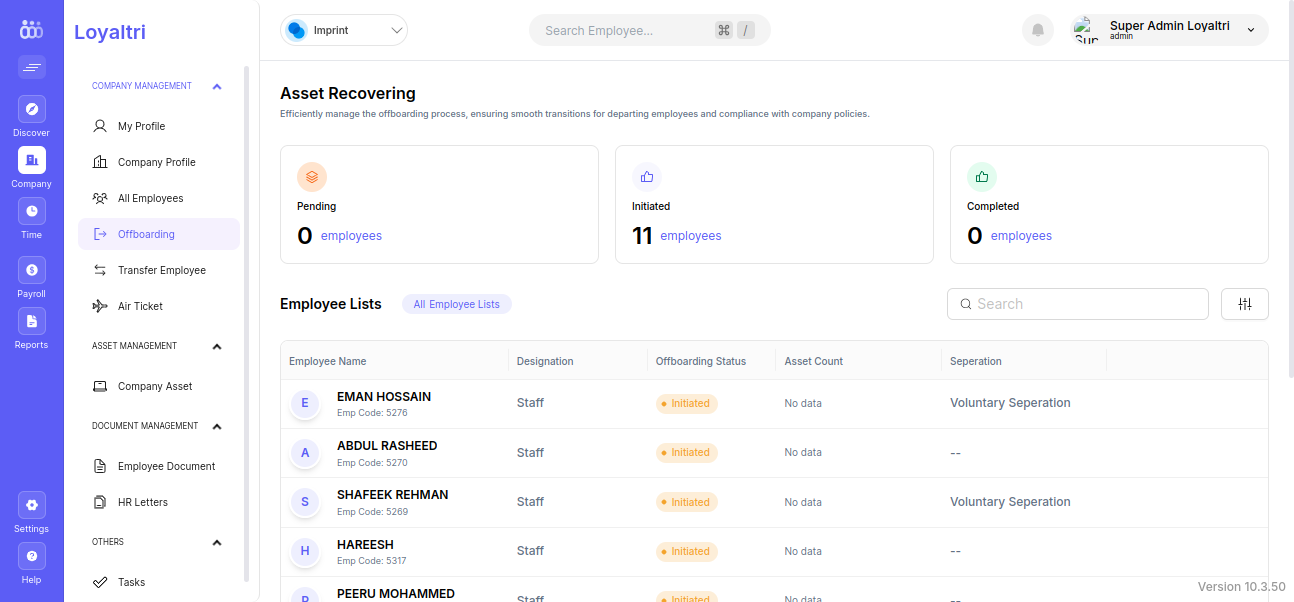 Loyaltri
Imprint
Search Employee...
⌘ /
Super Admin Loyaltri
admin
Discover
Company
Time
Payroll
Reports
Settings
Help
COMPANY MANAGEMENT
My Profile
Company Profile
All Employees
Offboarding
Transfer Employee
Air Ticket
ASSET MANAGEMENT
Company Asset
DOCUMENT MANAGEMENT
Employee Document
HR Letters
OTHERS
Tasks
Asset Recovering
Efficiently manage the offboarding process, ensuring smooth transitions for departing employees and compliance with company policies.
Pending
0 employees
Initiated
11 employees
Completed
0 employees
Employee Lists
All Employee Lists
Search
Employee Name Designation Offboarding Status Asset Count Seperation
E EMAN HOSSAIN Staff Initiated No data Voluntary Seperation
Emp Code: 5276
A ABDUL RASHEED Staff Initiated No data --
Emp Code: 5270
S SHAFEEK REHMAN Staff Initiated No data Voluntary Seperation
Emp Code: 5269
H HAREESH Staff Initiated No data --
Emp Code: 5317
P PEERU MOHAMMED Staff Initiated No data --
Version 10.3.50